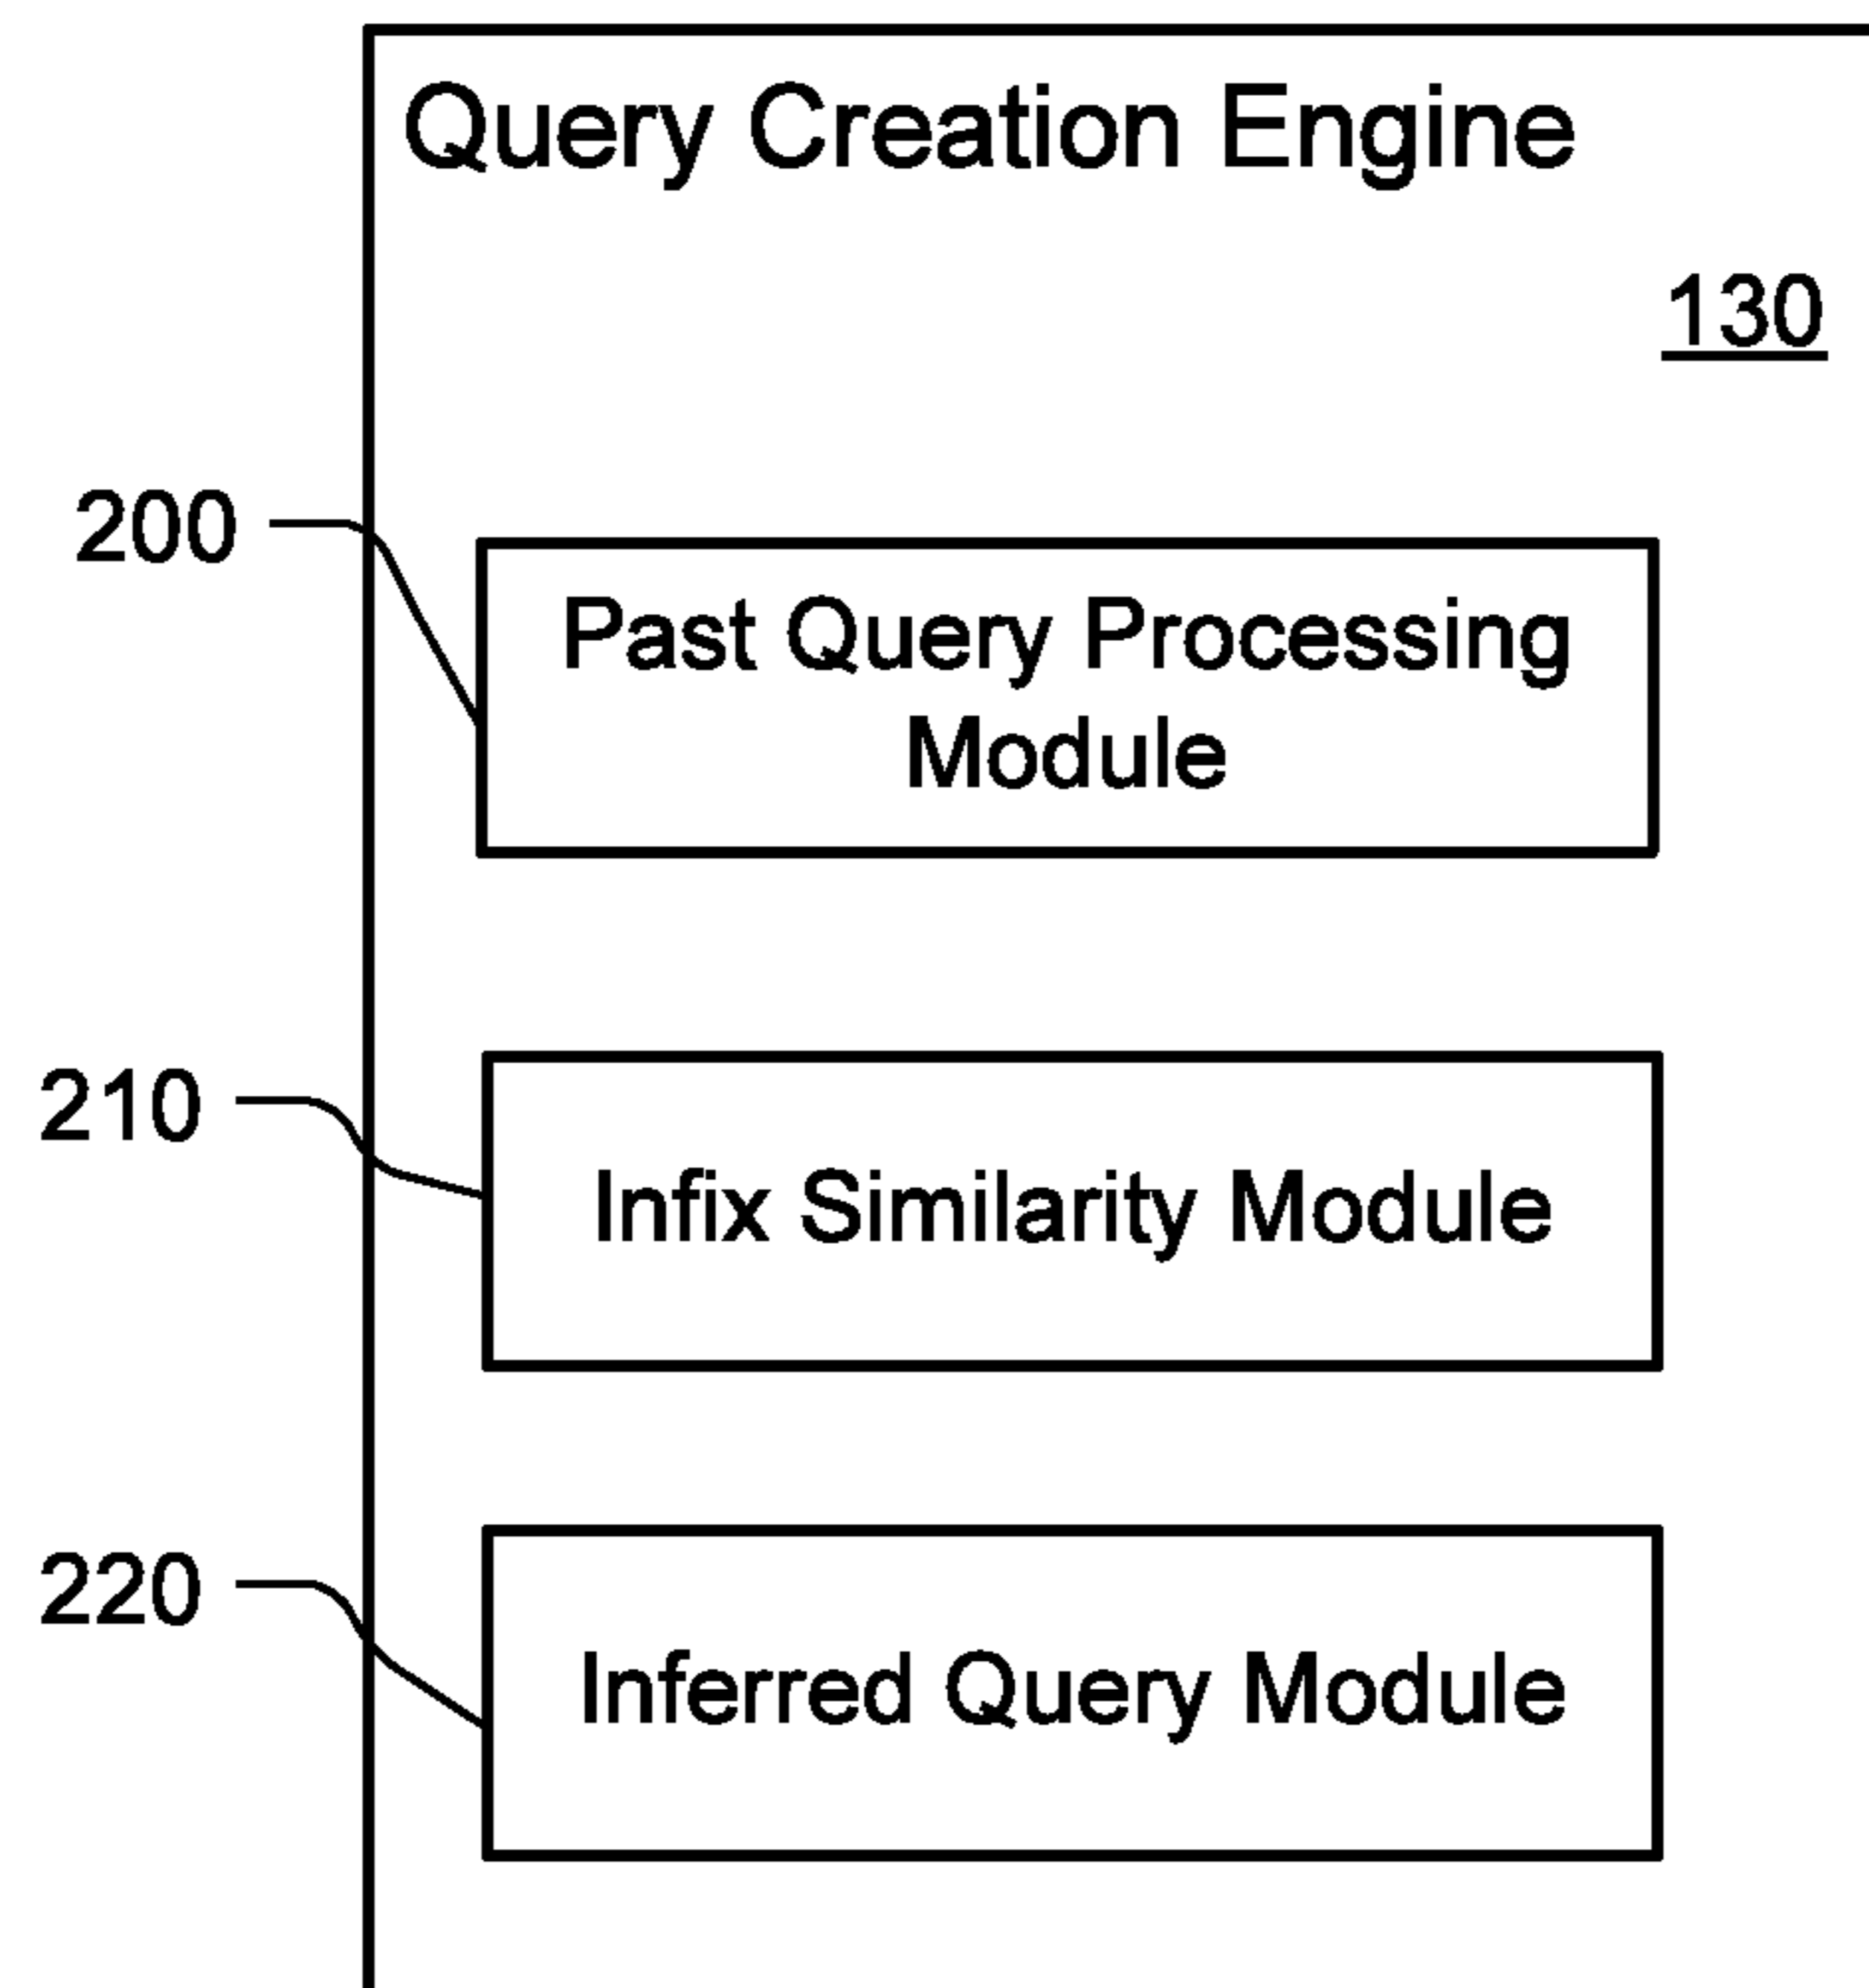 Query Creation Engine
130
200
Past Query Processing
Module
210
Infix Similarity Module
220
Inferred Query Module